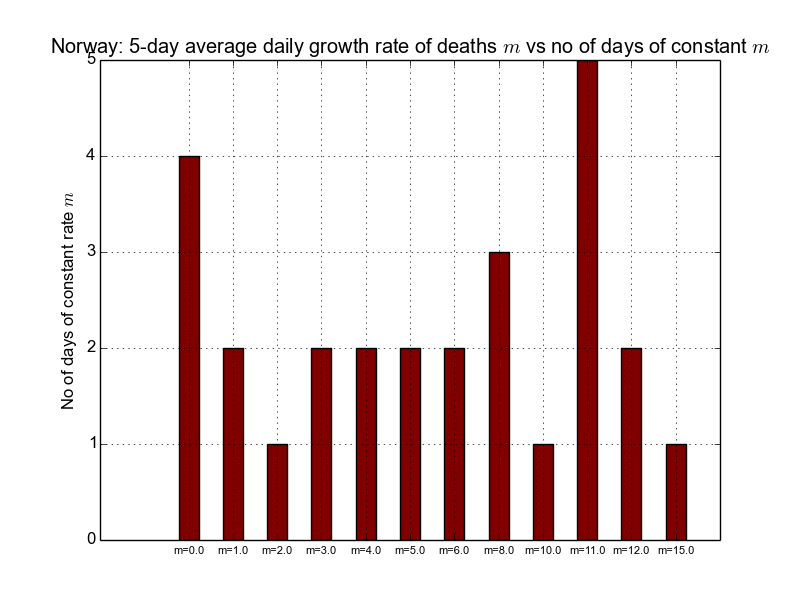 Norway: 5-day average daily growth rate of deaths m vs no of days of constant m
5
4
3
2
1
0
No of days of constant rate m
m=0.0 m=1.0 m=2.0 m=3.0 m=4.0 m=5.0 m=6.0 m=8.0 m=10.0 m=11.0 m=12.0 m=15.0